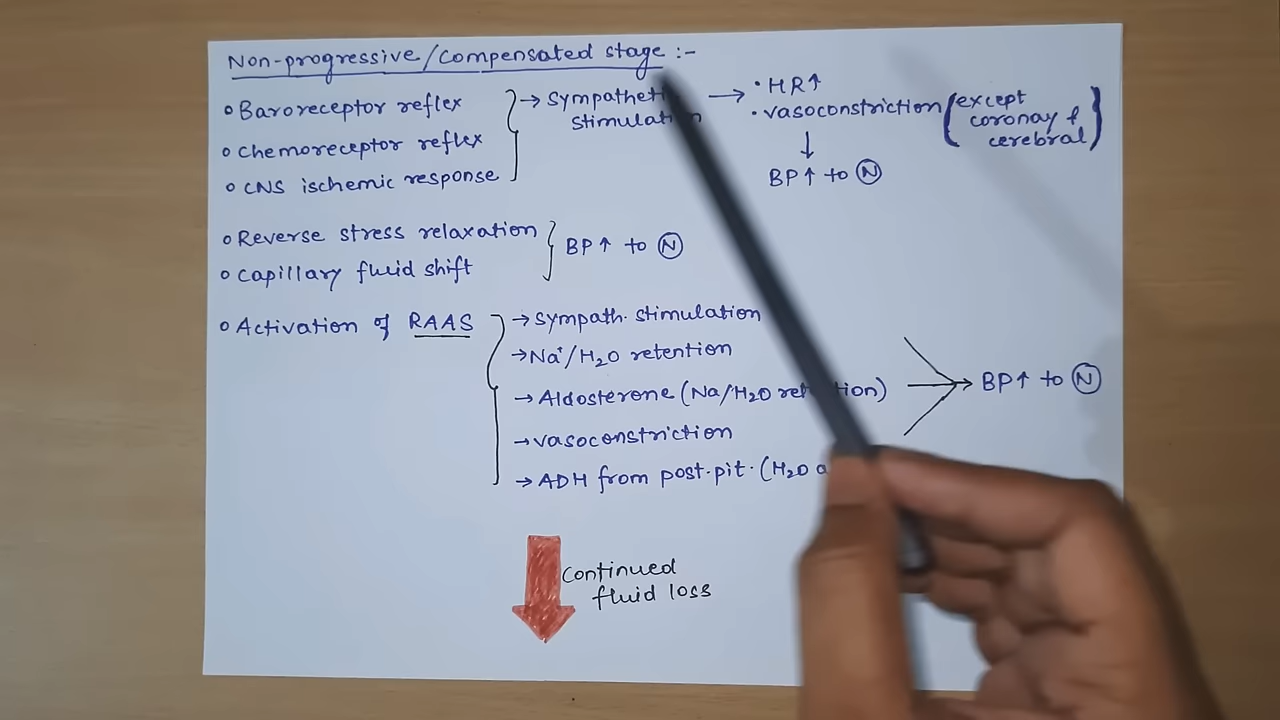 Non-progressive/Compensated stage :-
• Baroreceptor reflex
• Chemoreceptor reflex
• CNS ischemic response
→ Sympatheti
stimulati
→ • HR↑
• vasoconstriction (except coronay & cerebral)
↓
BP↑ to Ⓝ
• Reverse stress relaxation
• Capillary fluid shift
BP↑ to Ⓝ
• Activation of RAAS
→ Sympath. stimulation
→ Na⁺/H₂O retention
→ Aldosterone (Na/H₂O ret tion)
→ vasoconstriction
→ ADH from post.pit. (H₂O
→ BP↑ to Ⓝ
Continued
fluid loss